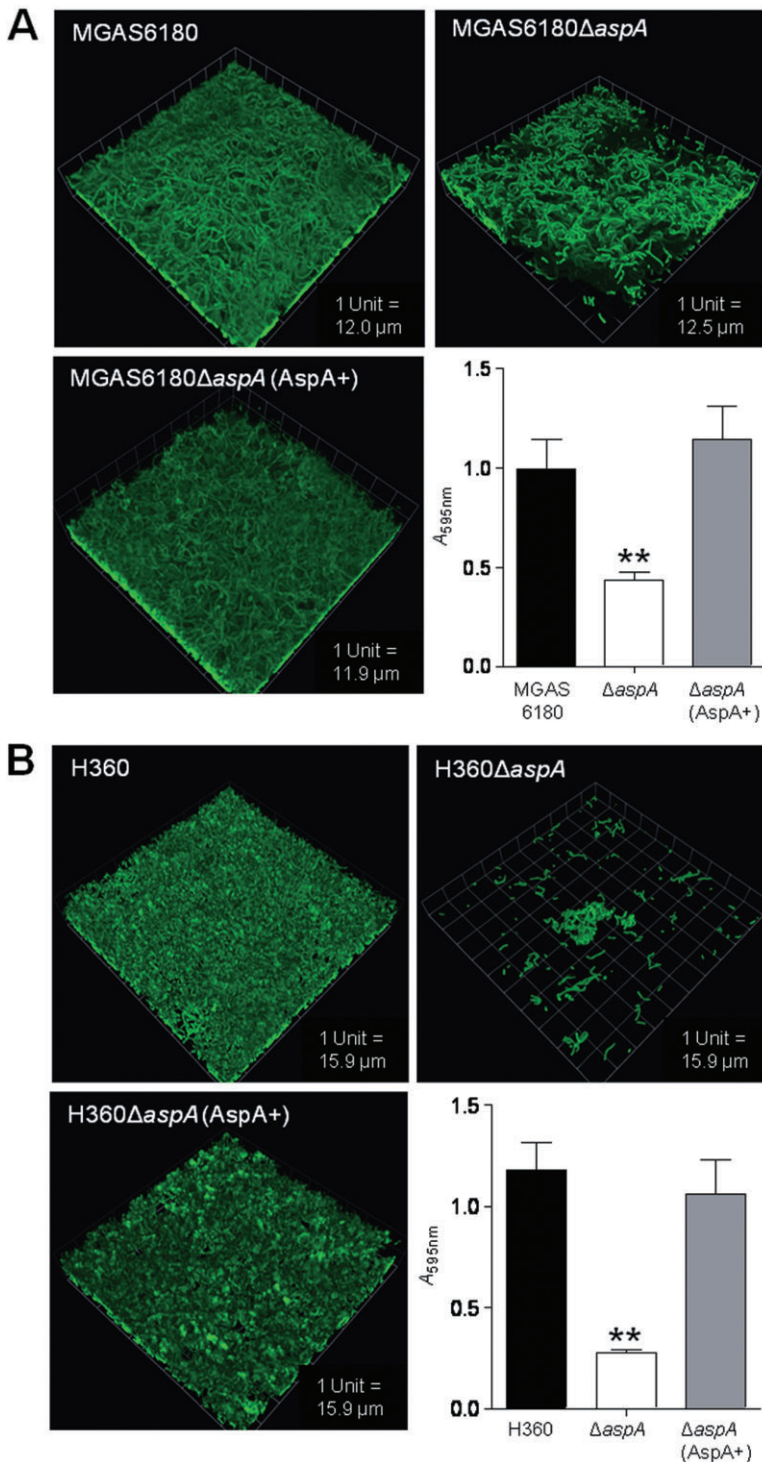 A
MGAS6180
1 Unit =
12.0 µm
MGAS6180ΔaspA
1 Unit =
12.5 µm
MGAS6180ΔaspA (AspA+)
1 Unit =
11.9 µm
1.5
1.0
0.5
0.0
A595nm
**
MGAS
6180
ΔaspA
ΔaspA
(AspA+)
B
H360
1 Unit =
15.9 µm
H360ΔaspA
1 Unit =
15.9 µm
H360ΔaspA (AspA+)
1 Unit =
15.9 µm
1.5
1.0
0.5
0.0
A595nm
**
H360
ΔaspA
ΔaspA
(AspA+)